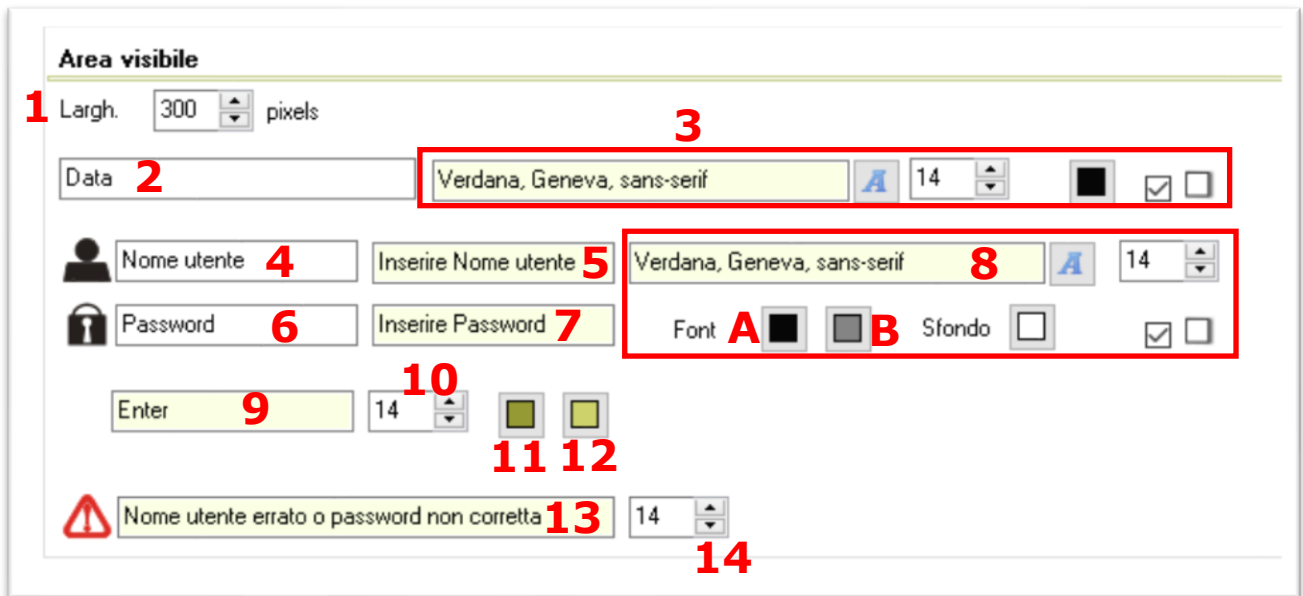 Area visibile
1 Largh. 300 pixels
3
Data 2 Verdana, Geneva, sans-serif A 14
Nome utente 4 Inserire Nome utente 5 Verdana, Geneva, sans-serif 8 A 14
Password 6 Inserire Password 7 Font A B Sfondo
10
Enter 9 14
11 12
Nome utente errato o password non corretta 13 14
14